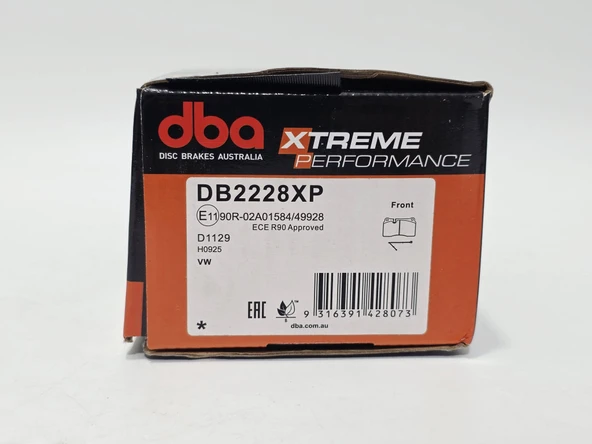 dba
DISC BRAKES AUSTRALIA
XTREME
PERFORMANCE
DB2228XP
E11 90R-02A01584/49928
ECE R90 Approved
D1129
H0925
VW
Front
EAC
9 316391 428073
dba.com.au
*